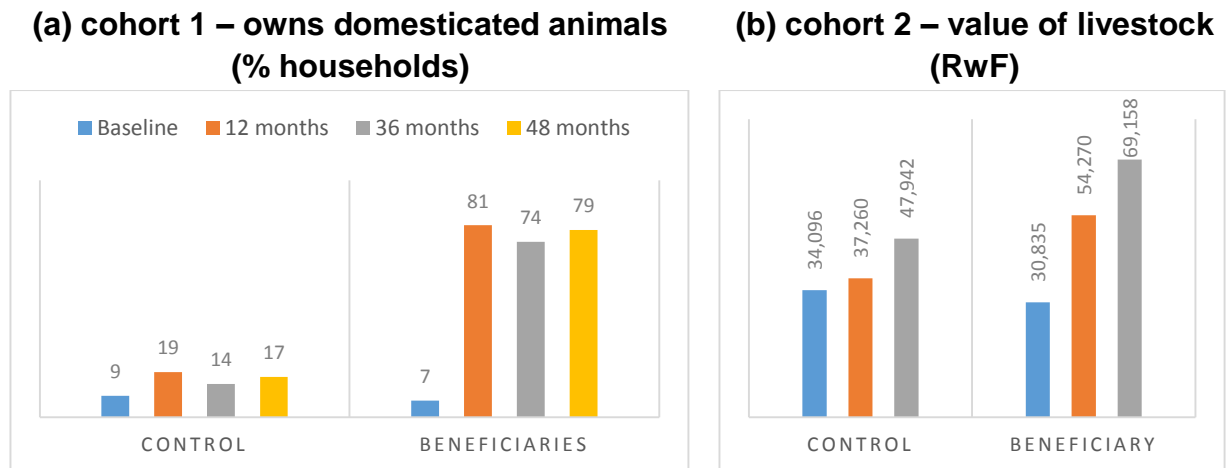 (a) cohort 1 – owns domesticated animals
(% households)
Baseline 12 months 36 months 48 months
9
19
14
17
7
81
74
79
CONTROL
BENEFICIARIES
(b) cohort 2 – value of livestock
(RwF)
34,096
37,260
47,942
30,835
54,270
69,158
CONTROL
BENEFICIARY